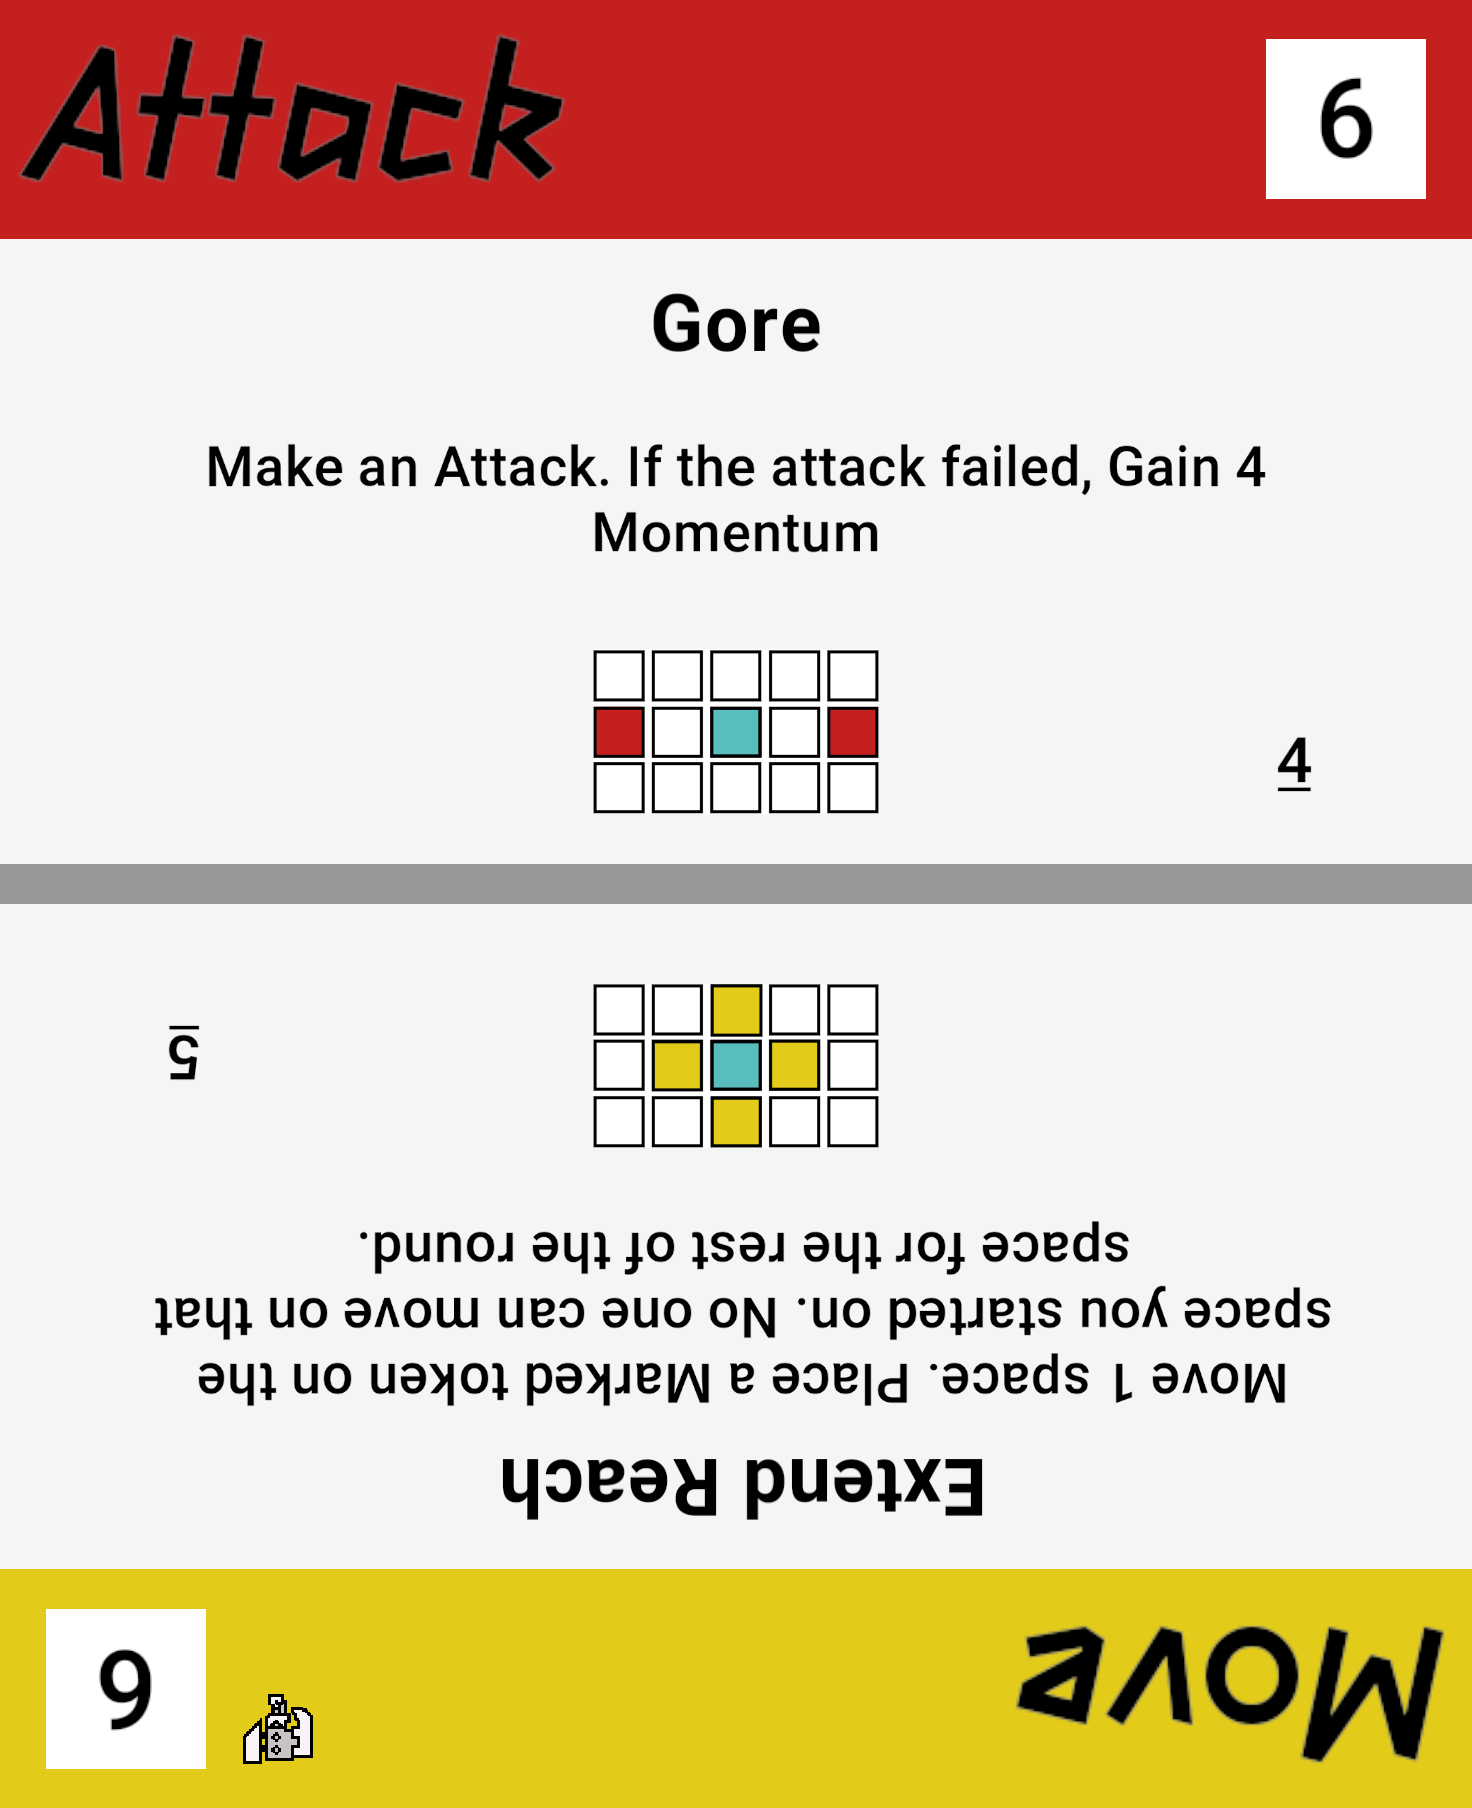 Attack
6
Gore
Make an Attack. If the attack failed, Gain 4
Momentum
4
Move
6
Extend Reach
Move 1 space. Place a Marked token on the
space you started on. No one can move on that
space for the rest of the round.
5